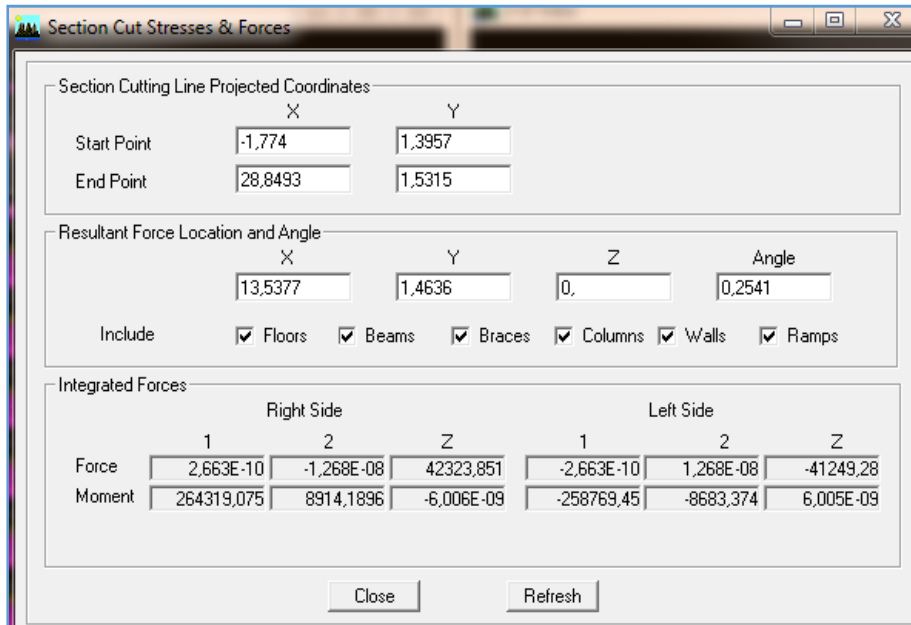 Section Cut Stresses & Forces
Section Cutting Line Projected Coordinates
X Y
Start Point -1,774 1,3957
End Point 28,8493 1,5315
Resultant Force Location and Angle
X Y Z Angle
13,5377 1,4636 0, 0,2541
Include Floors Beams Braces Columns Walls Ramps
Integrated Forces
Right Side Left Side
1 2 Z 1 2 Z
Force 2,663E-10 -1,268E-08 42323,851 -2,663E-10 1,268E-08 -41249,28
Moment 264319,075 8914,1896 -6,006E-09 -258769,45 -8683,374 6,005E-09
Close Refresh